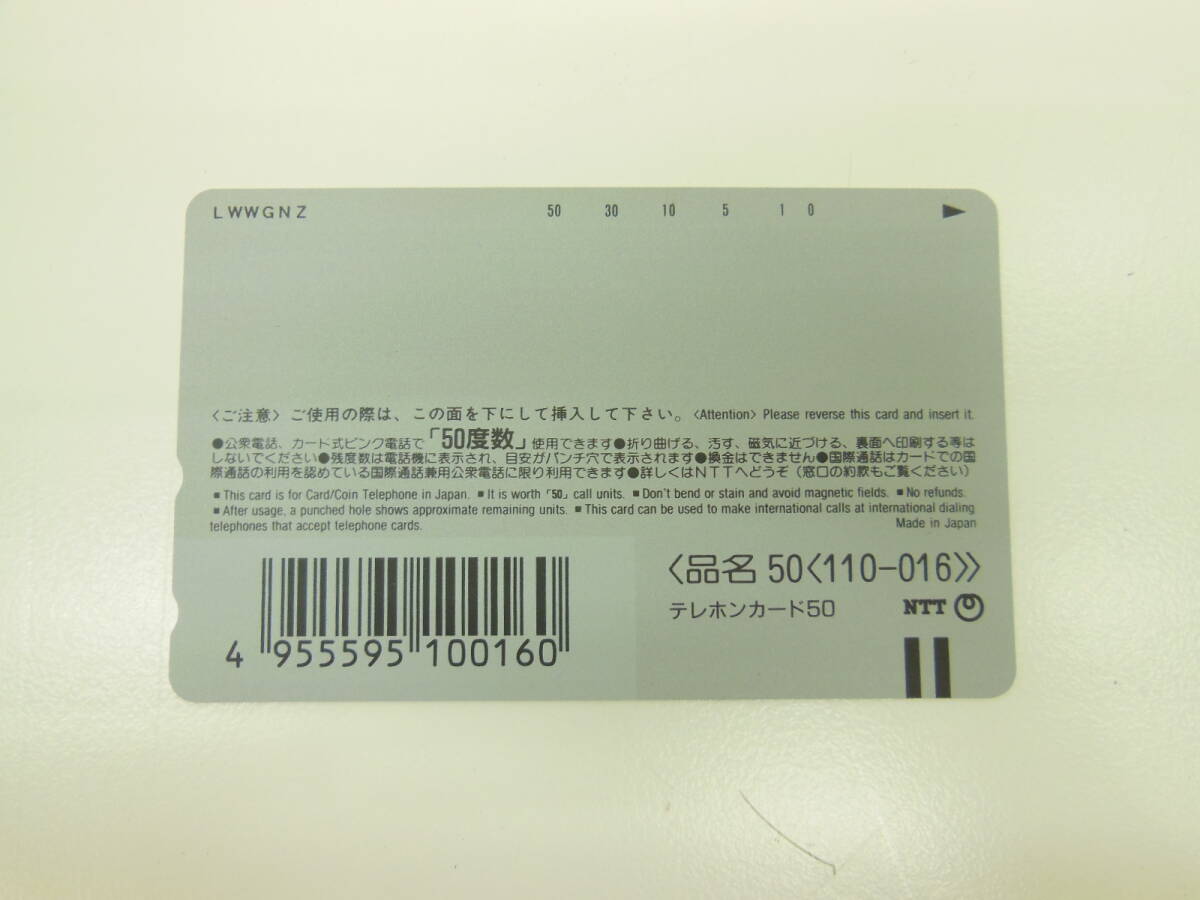 LWWGNZ 50 30 10 5 1 0 ▶
〈ご注意〉ご使用の際は、この面を下にして挿入して下さい。〈Attention〉Please reverse this card and insert it.
●公衆電話、カード式ピンク電話で「50度数」使用できます●折り曲げる、汚す、磁気に近づける、裏面へ印刷する等は
しないでください●残度数は電話機に表示され、目安がパンチ穴で表示されます●換金はできません●国際通話はカードでの国
際通話の利用を認めている国際通話兼用公衆電話に限り利用できます●詳しくはNTTへどうぞ(窓口の約款もご覧ください)
■This card is for Card/Coin Telephone in Japan. ■It is worth「50」call units. ■Don't bend or stain and avoid magnetic fields. ■No refunds.
■After usage, a punched hole shows approximate remaining units. ■This card can be used to make international calls at international dialing
telephones that accept telephone cards. Made in Japan
〈品名 50〈110-016〉〉
テレホンカード50 NTT
4 955595 100160